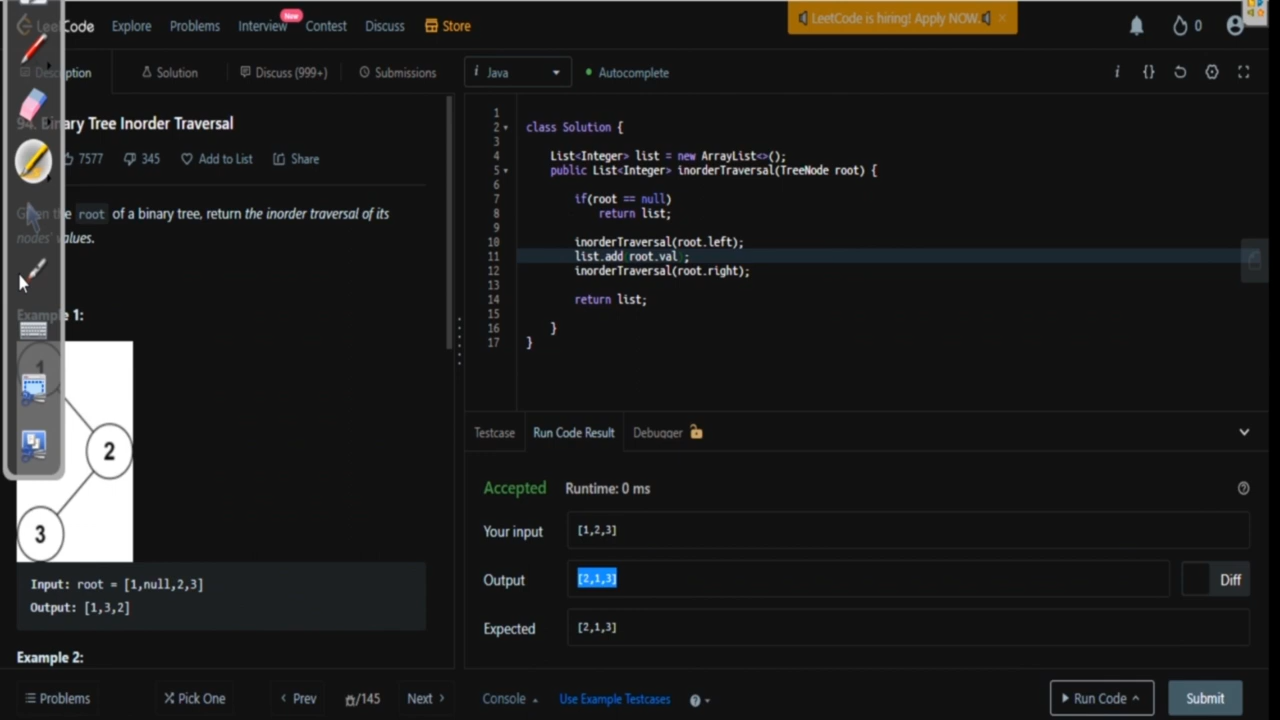 LeetCode
Explore
Problems
Interview
New
Contest
Discuss
Store
LeetCode is hiring! Apply NOW.
0
Description
Solution
Discuss (999+)
Submissions
i Java
Autocomplete
94. Binary Tree Inorder Traversal
7577
345
Add to List
Share
Given the root of a binary tree, return the inorder traversal of its
nodes' values.
Example 1:
1
2
3
Input: root = [1,null,2,3]
Output: [1,3,2]
Example 2:
1
2 class Solution {
3
4 List<Integer> list = new ArrayList<>();
5 public List<Integer> inorderTraversal(TreeNode root) {
6
7 if(root == null)
8 return list;
9
10 inorderTraversal(root.left);
11 list.add(root.val);
12 inorderTraversal(root.right);
13
14 return list;
15
16 }
17 }
Testcase
Run Code Result
Debugger
Accepted
Runtime: 0 ms
Your input
[1,2,3]
Output
[2,1,3]
Diff
Expected
[2,1,3]
Problems
Pick One
Prev
/145
Next
Console
Use Example Testcases
Run Code
Submit